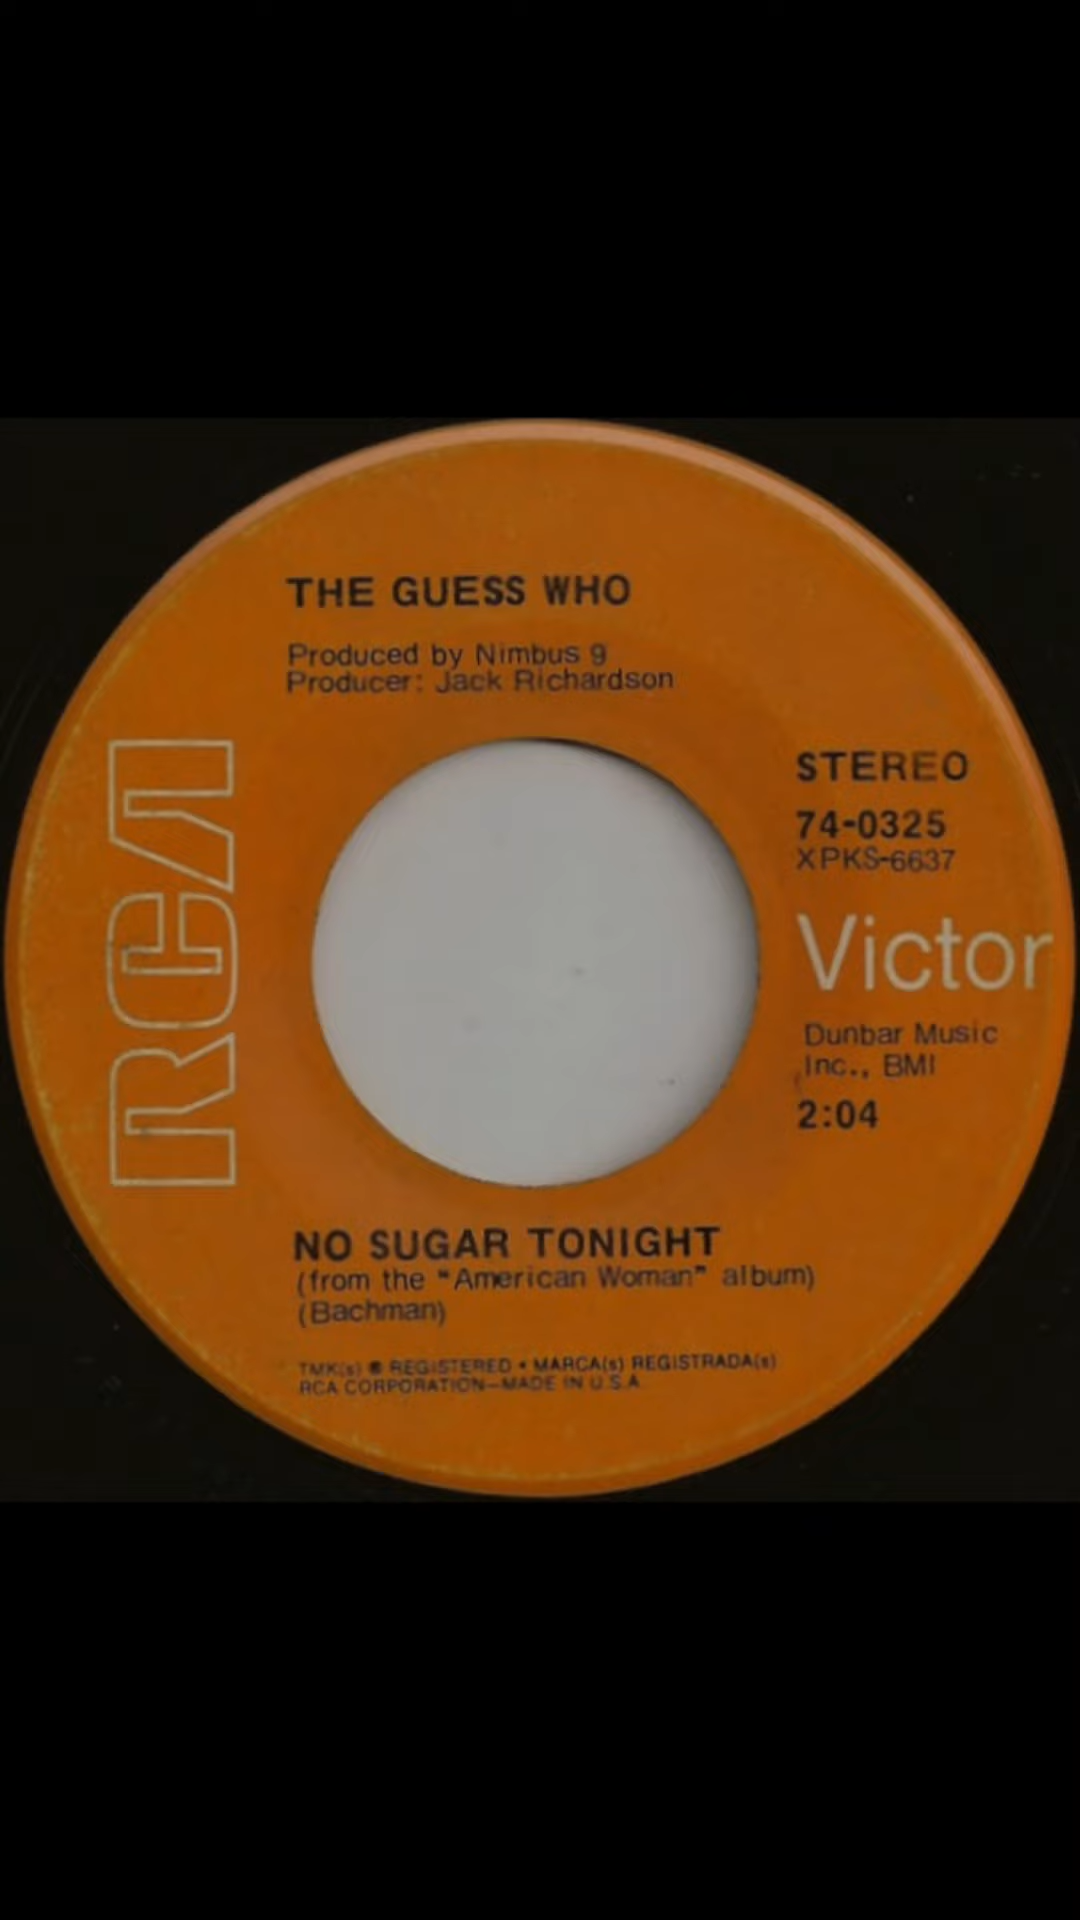 THE GUESS WHO
Produced by Nimbus 9
Producer: Jack Richardson
RCA
STEREO
74-0325
XPKS-6637
Victor
Dunbar Music
Inc., BMI
2:04
NO SUGAR TONIGHT
(from the "American Woman" album)
(Bachman)
TMK(s) ® REGISTERED • MARCA(s) REGISTRADA(s)
RCA CORPORATION—MADE IN U.S.A.